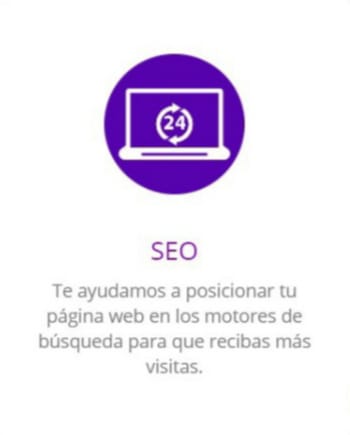 24
SEO
Te ayudamos a posicionar tu
página web en los motores de
búsqueda para que recibas más
visitas.